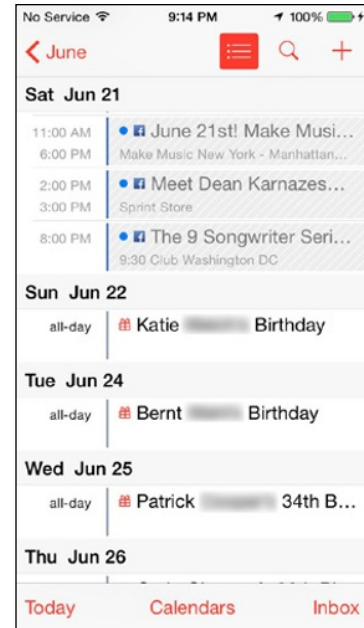 No Service 9:14 PM 100%
June
Sat Jun 21
11:00 AM June 21st! Make Musi...
6:00 PM Make Music New York - Manhattan...
2:00 PM Meet Dean Karnazes...
3:00 PM Sprint Store
8:00 PM The 9 Songwriter Seri...
9:30 Club Washington DC
Sun Jun 22
all-day Katie Birthday
Tue Jun 24
all-day Bernt Birthday
Wed Jun 25
all-day Patrick 34th B...
Thu Jun 26
Today Calendars Inbox